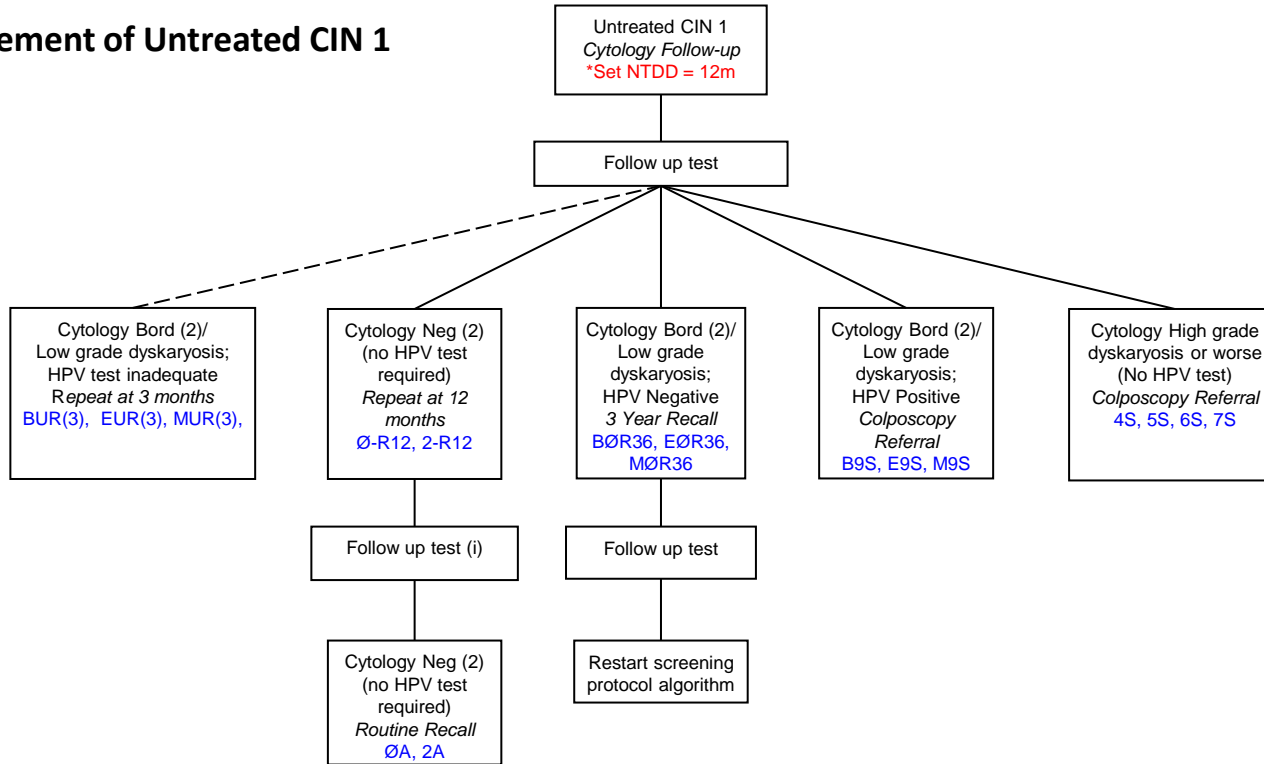 ement of Untreated CIN 1
Untreated CIN 1
Cytology Follow-up
*Set NTDD = 12m
Follow up test
Cytology Bord (2)/
Low grade dyskaryosis;
HPV test inadequate
Repeat at 3 months
BUR(3), EUR(3), MUR(3),
Cytology Neg (2)
(no HPV test
required)
Repeat at 12
months
Ø-R12, 2-R12
Cytology Bord (2)/
Low grade
dyskaryosis;
HPV Negative
3 Year Recall
BØR36, EØR36,
MØR36
Cytology Bord (2)/
Low grade
dyskaryosis;
HPV Positive
Colposcopy
Referral
B9S, E9S, M9S
Cytology High grade
dyskaryosis or worse
(No HPV test)
Colposcopy Referral
4S, 5S, 6S, 7S
Follow up test (i)
Follow up test
Cytology Neg (2)
(no HPV test
required)
Routine Recall
ØA, 2A
Restart screening
protocol algorithm